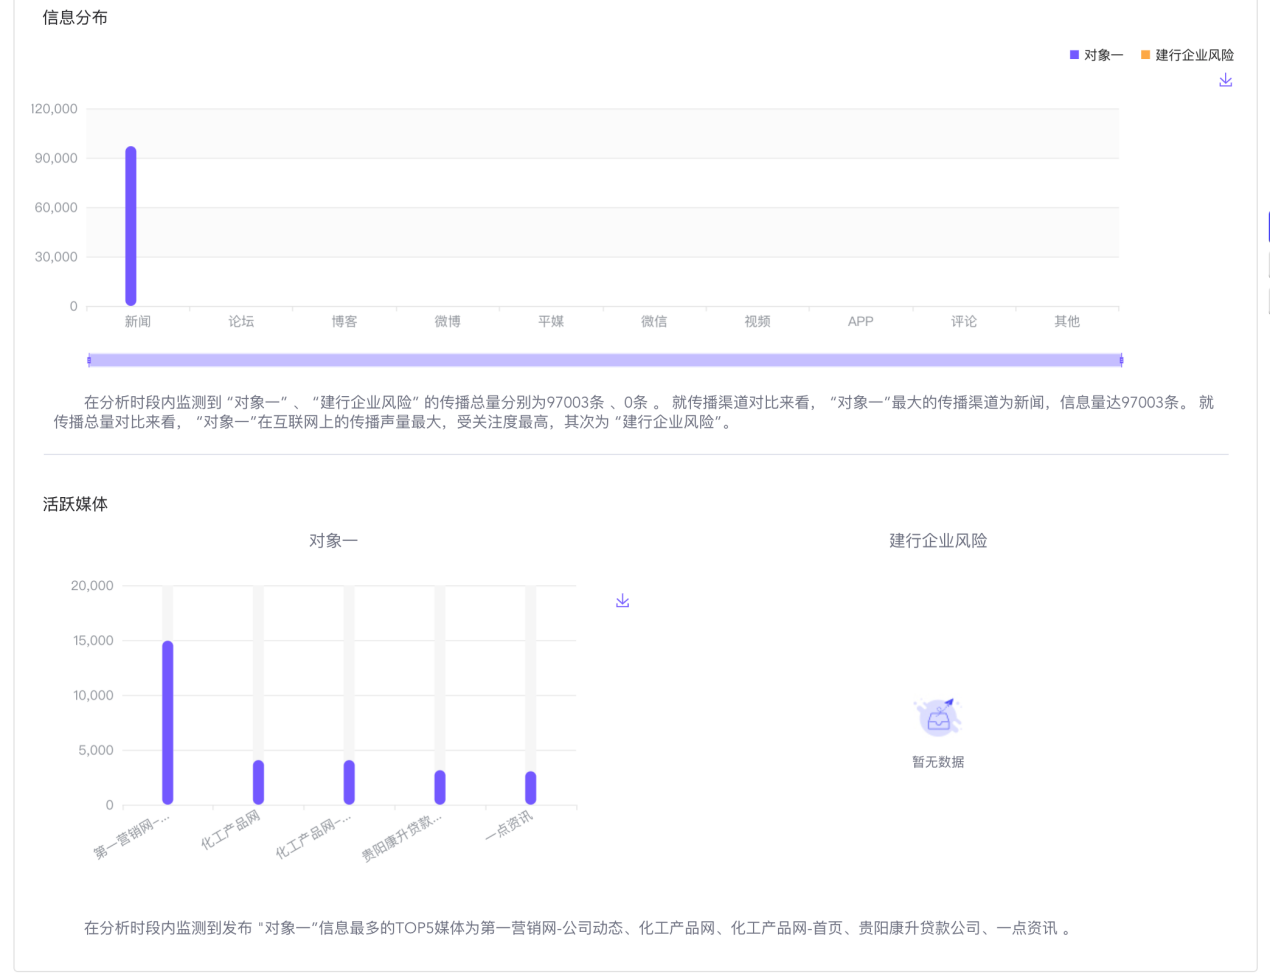 信息分布
对象一 建行企业风险
120,000
90,000
60,000
30,000
0
新闻 论坛 博客 微博 平媒 微信 视频 APP 评论 其他
在分析时段内监测到 “对象一” 、 “建行企业风险” 的传播总量分别为97003条 、0条 。 就传播渠道对比来看， “对象一”最大的传播渠道为新闻，信息量达97003条。 就
传播总量对比来看， “对象一”在互联网上的传播声量最大，受关注度最高，其次为 “建行企业风险”。
活跃媒体
对象一 建行企业风险
20,000
15,000
10,000
5,000
0
第一营销网-... 化工产品网 化工产品网-... 贵阳康升贷款... 一点资讯
暂无数据
在分析时段内监测到发布 "对象一”信息最多的TOP5媒体为第一营销网-公司动态、化工产品网、化工产品网-首页、贵阳康升贷款公司、一点资讯 。